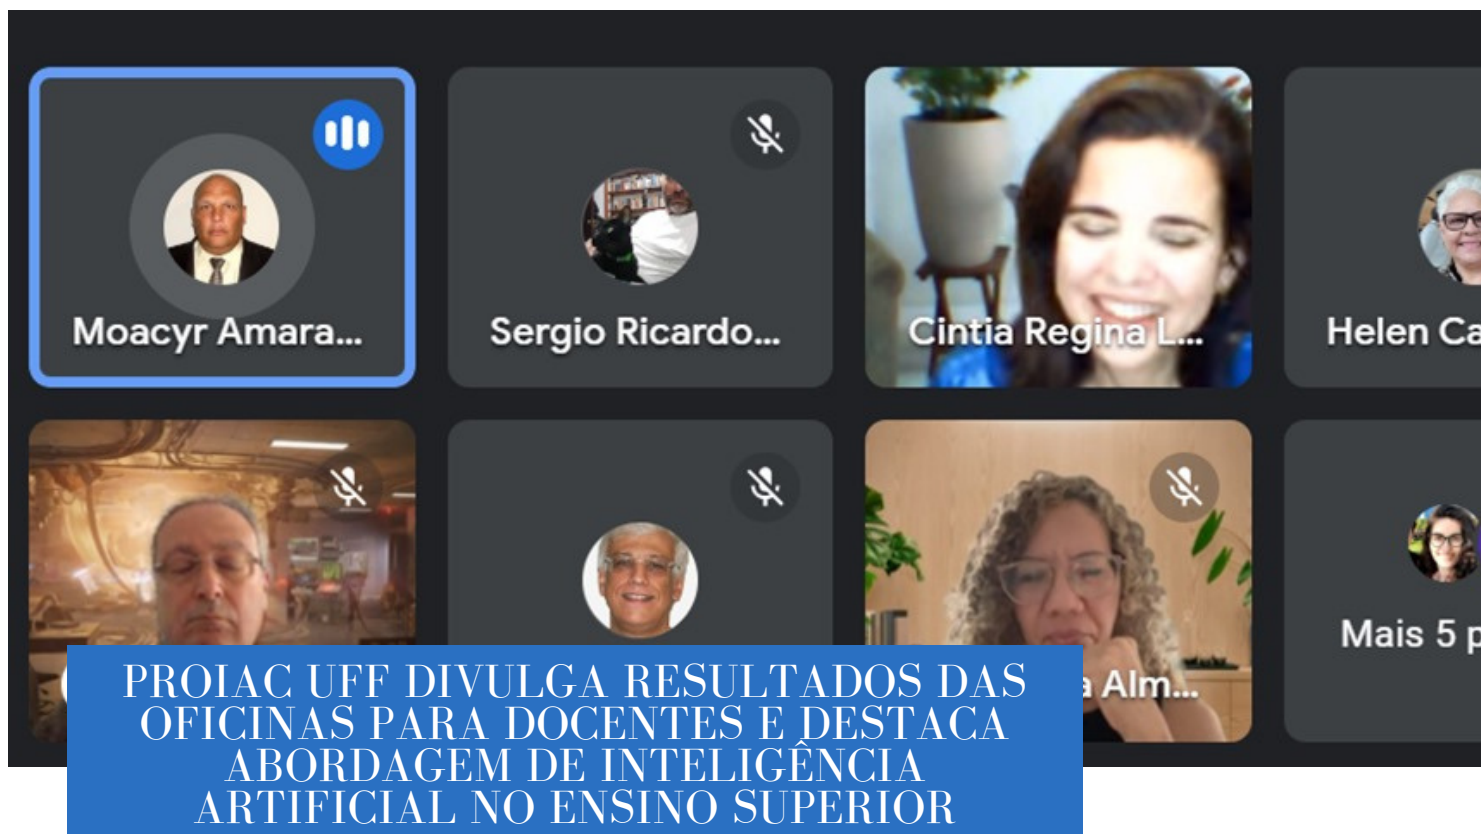 Moacyr Amara...
Sergio Ricardo...
Cintia Regina L...
Helen Ca
Mais 5 p
a Alm...
PROIAC UFF DIVULGA RESULTADOS DAS
OFICINAS PARA DOCENTES E DESTACA
ABORDAGEM DE INTELIGÊNCIA
ARTIFICIAL NO ENSINO SUPERIOR